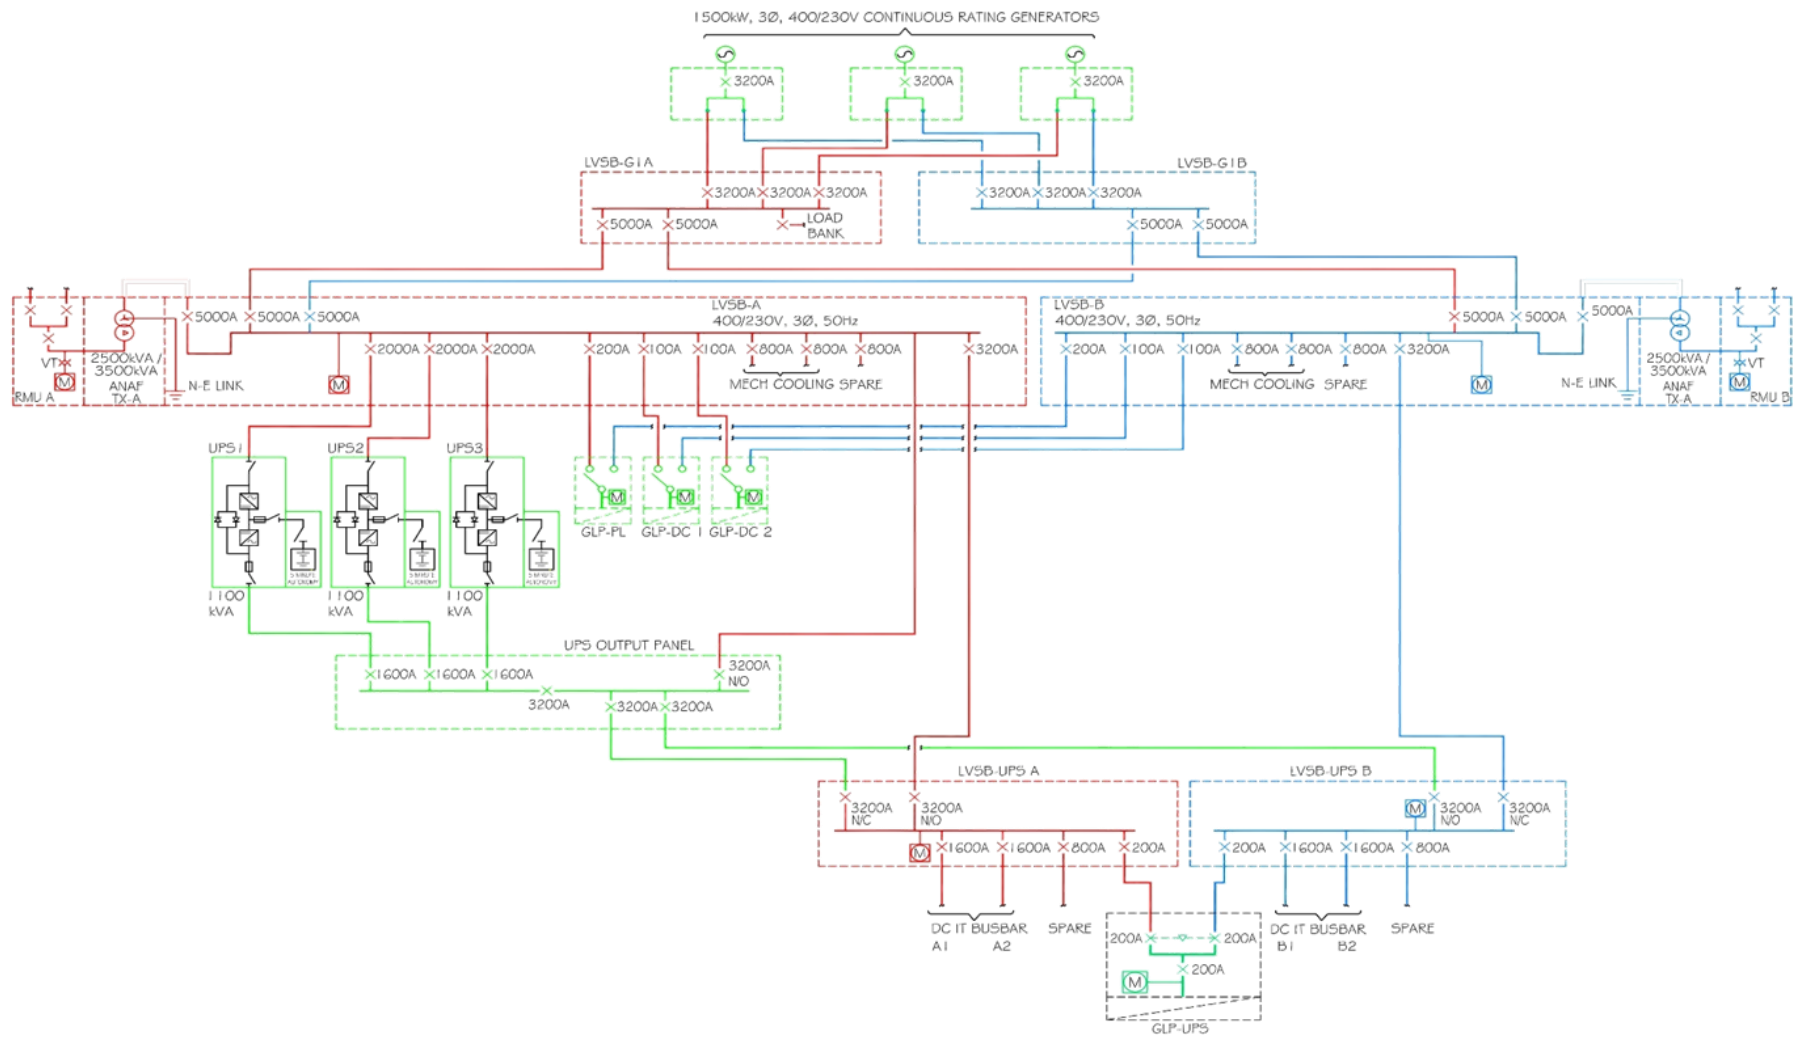 1500kW, 3Ø, 400/230V CONTINUOUS RATING GENERATORS
3200A 3200A 3200A
LVSB-G1A LVSB-G1B
3200A 3200A 3200A 3200A 3200A 3200A
5000A 5000A LOAD BANK 5000A 5000A
LVSB-A LVSB-B
5000A 5000A 5000A 400/230V, 3Ø, 50Hz 400/230V, 3Ø, 50Hz 5000A 5000A 5000A
2000A 2000A 2000A 200A 100A 100A 800A 800A 800A 3200A 200A 100A 100A 800A 800A 800A 3200A
VT 2500kVA / 3500kVA ANAF TX-A 2500kVA / 3500kVA ANAF TX-A VT
M N-E LINK M MECH COOLING SPARE MECH COOLING SPARE M N-E LINK M
RMU A RMU B
UPS1 UPS2 UPS3
M M M
GLP-PL GLP-DC 1 GLP-DC 2
1100 kVA 1100 kVA 1100 kVA
UPS OUTPUT PANEL
1600A 1600A 1600A 3200A N/O
3200A 3200A 3200A
LVSB-UPS A LVSB-UPS B
3200A N/C 3200A N/O M 3200A N/O 3200A N/C
M 1600A 1600A 800A 200A 200A 1600A 1600A 800A
DC IT BUSBAR SPARE DC IT BUSBAR SPARE
A1 A2 B1 B2
200A 200A
200A
M
GLP-UPS